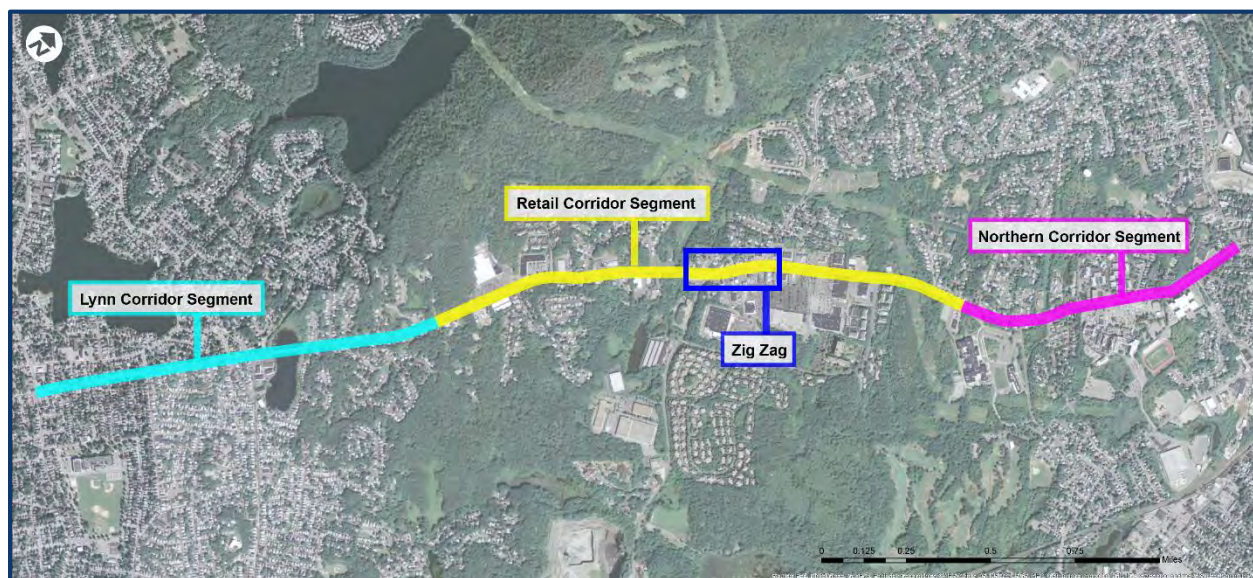 Retail Corridor Segment
Northern Corridor Segment
Lynn Corridor Segment
Zig Zag
0 0.125 0.25 0.5 0.75 1
Miles